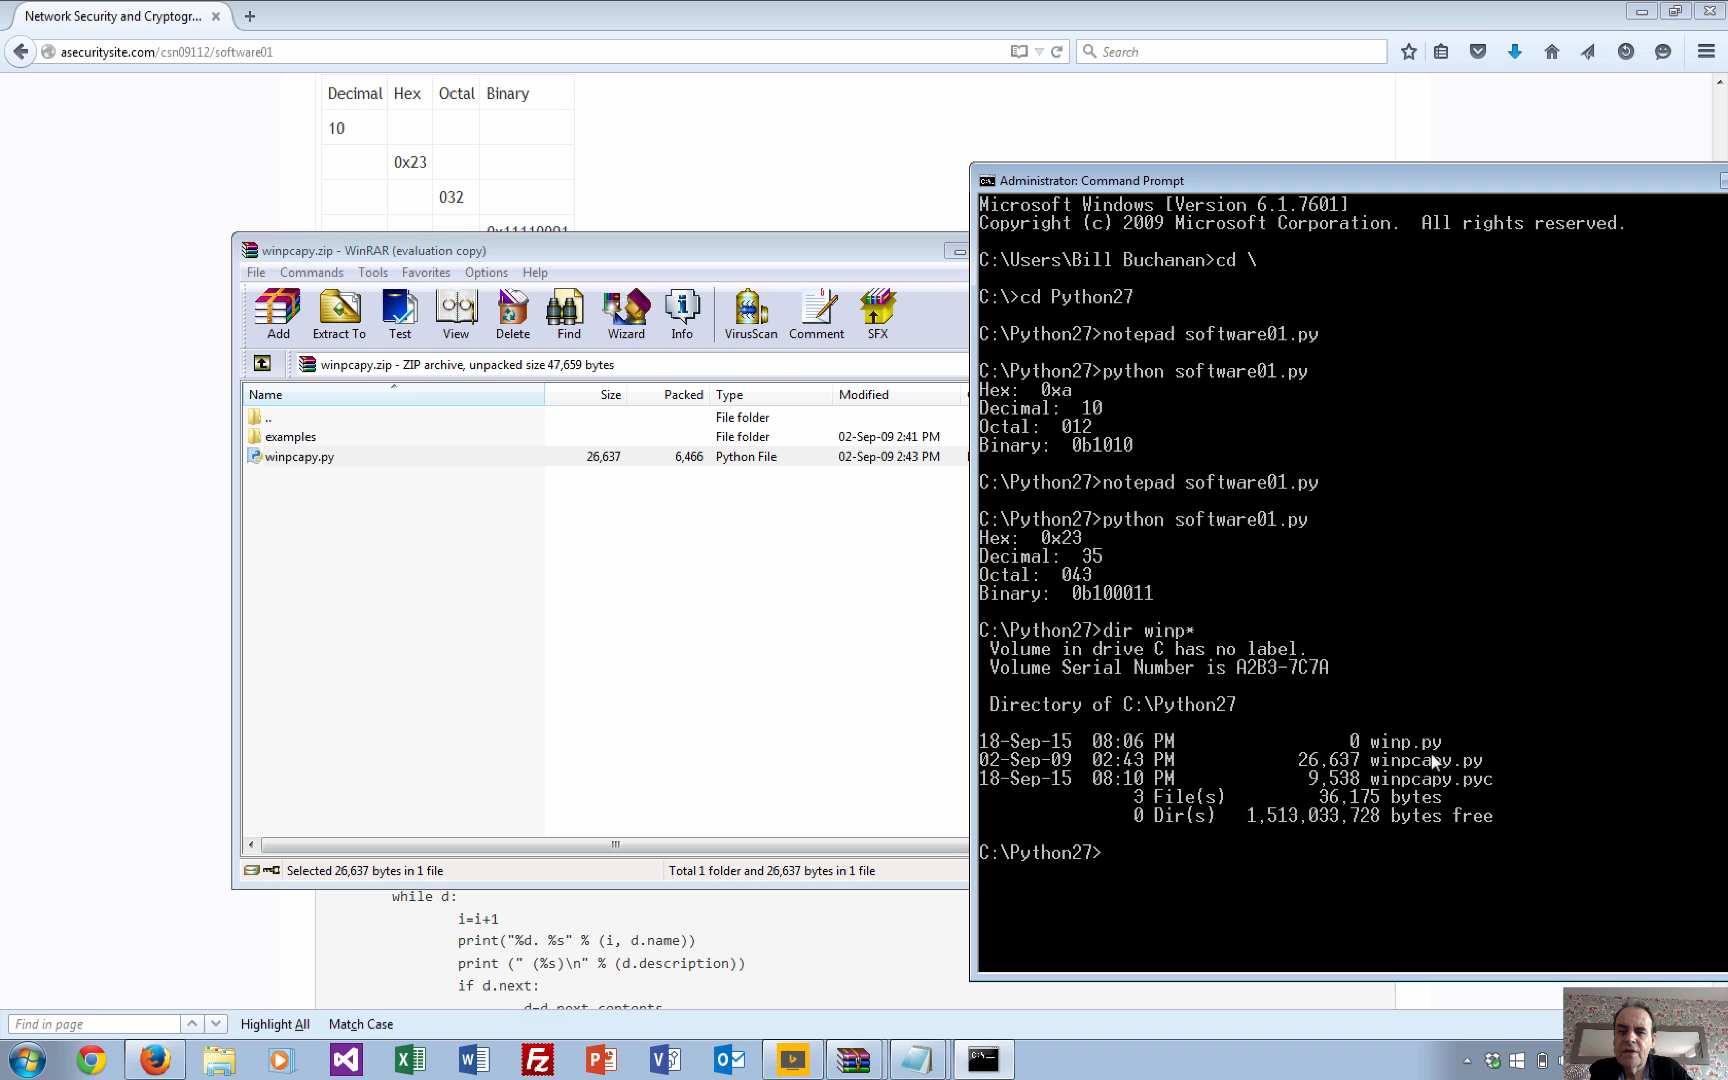 Network Security and Cryptogr...
asecuritysite.com/csn09112/software01
Search
Decimal Hex Octal Binary
10
0x23
032
winpcapy.zip - WinRAR (evaluation copy)
File Commands Tools Favorites Options Help
Add Extract To Test View Delete Find Wizard Info VirusScan Comment SFX
winpcapy.zip - ZIP archive, unpacked size 47,659 bytes
Name Size Packed Type Modified
.. File folder
examples File folder 02-Sep-09 2:41 PM
winpcapy.py 26,637 6,466 Python File 02-Sep-09 2:43 PM
Selected 26,637 bytes in 1 file Total 1 folder and 26,637 bytes in 1 file
while d:
i=i+1
print("%d. %s" % (i, d.name))
print (" (%s)\n" % (d.description))
if d.next:
d=d.next.contents
Administrator: Command Prompt
Microsoft Windows [Version 6.1.7601]
Copyright (c) 2009 Microsoft Corporation. All rights reserved.
C:\Users\Bill Buchanan>cd \
C:\>cd Python27
C:\Python27>notepad software01.py
C:\Python27>python software01.py
Hex: 0xa
Decimal: 10
Octal: 012
Binary: 0b1010
C:\Python27>notepad software01.py
C:\Python27>python software01.py
Hex: 0x23
Decimal: 35
Octal: 043
Binary: 0b100011
C:\Python27>dir winp*
Volume in drive C has no label.
Volume Serial Number is A2B3-7C7A
Directory of C:\Python27
18-Sep-15 08:06 PM 0 winp.py
02-Sep-09 02:43 PM 26,637 winpcapy.py
18-Sep-15 08:10 PM 9,538 winpcapy.pyc
3 File(s) 36,175 bytes
0 Dir(s) 1,513,033,728 bytes free
C:\Python27>
Find in page Highlight All Match Case